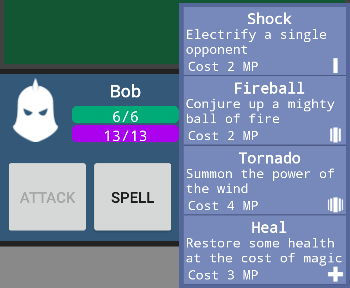 Bob
6/6
13/13
ATTACK
SPELL
Shock
Electrify a single
opponent
Cost 2 MP
Fireball
Conjure up a mighty
ball of fire
Cost 2 MP
Tornado
Summon the power of
the wind
Cost 4 MP
Heal
Restore some health
at the cost of magic
Cost 3 MP